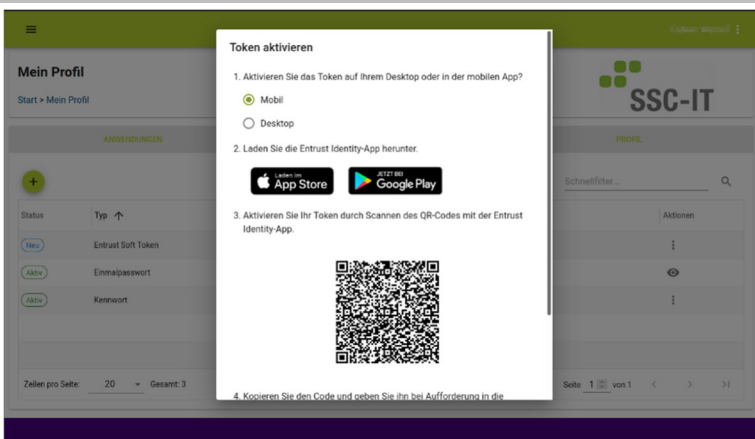 Mein Profil
Start > Mein Profil
SSC-IT
ANWENDUNGEN
PROFIL
Schnellfilter...
Status
Typ
Aktionen
Neu
Entrust Soft Token
Aktiv
Einmalpasswort
Aktiv
Kennwort
Zeilen pro Seite:
20
Gesamt: 3
Seite 1 von 1
Token aktivieren
1. Aktivieren Sie das Token auf Ihrem Desktop oder in der mobilen App?
Mobil
Desktop
2. Laden Sie die Entrust Identity-App herunter.
Laden im
App Store
JETZT BEI
Google Play
3. Aktivieren Sie Ihr Token durch Scannen des QR-Codes mit der Entrust
Identity-App.
4. Kopieren Sie den Code und geben Sie ihn bei Aufforderung in die